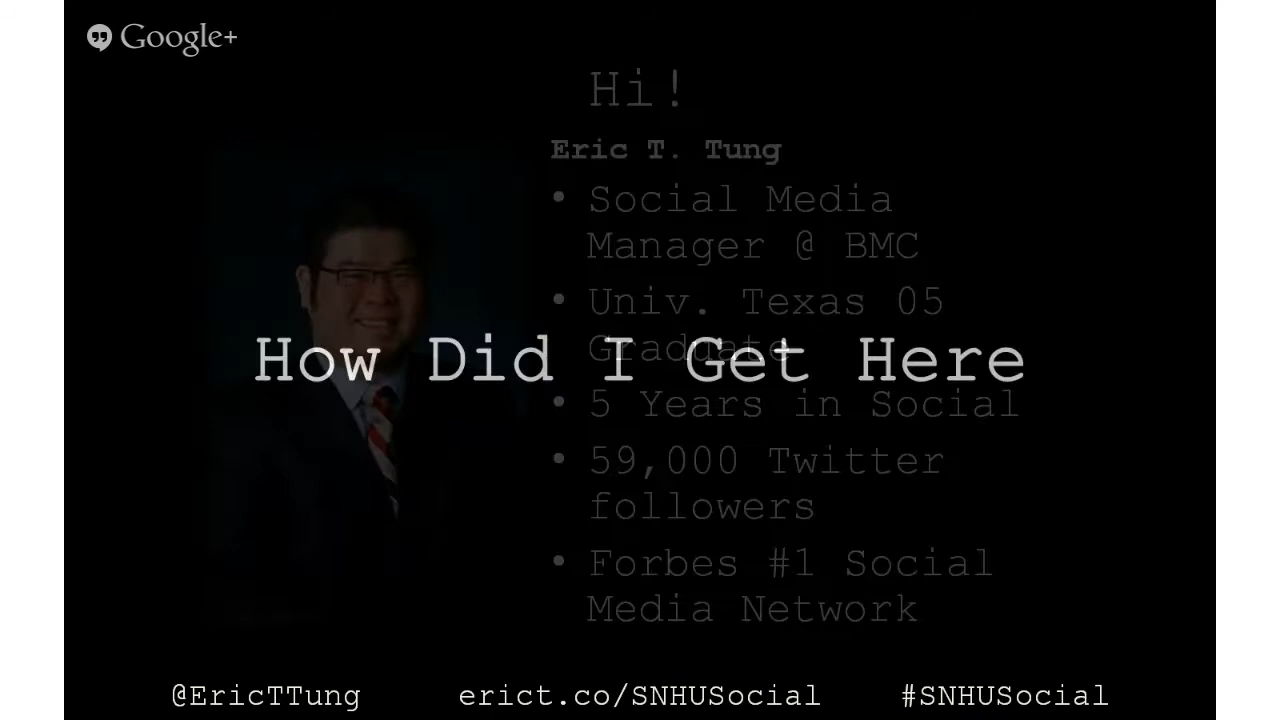 Google+
Hi!
Eric T. Tung
• Social Media
Manager @ BMC
• Univ. Texas 05
Graduate
How Did I Get Here
• 5 Years in Social
• 59,000 Twitter
followers
• Forbes #1 Social
Media Network
@EricTTung erict.co/SNHUSocial #SNHUSocial